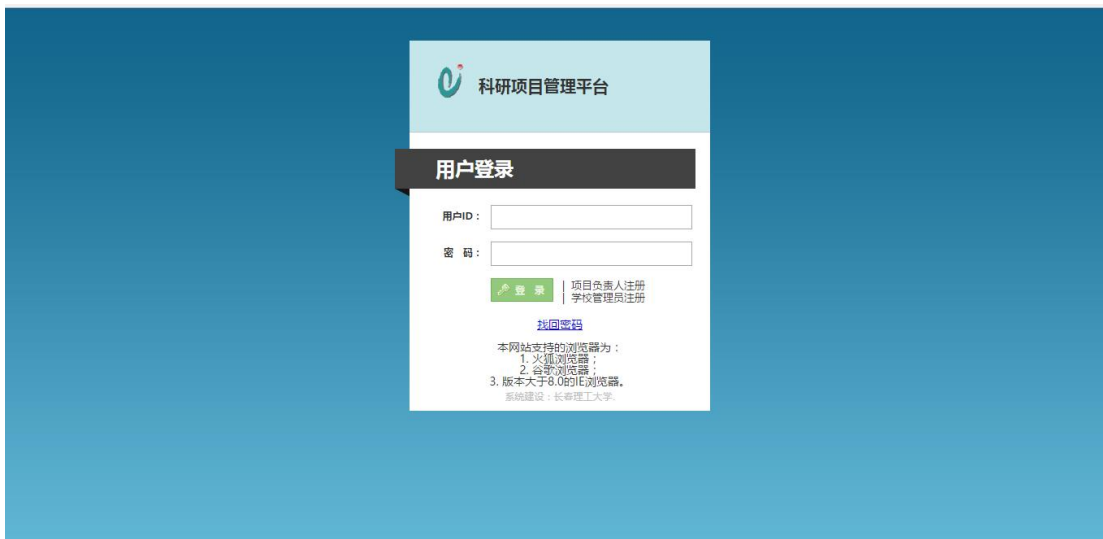 科研项目管理平台
用户登录
用户ID：
密 码：
登 录
项目负责人注册
学校管理员注册
找回密码
本网站支持的浏览器为：
1. 火狐浏览器；
2. 谷歌浏览器；
3. 版本大于8.0的IE浏览器。
系统建设：长春理工大学.